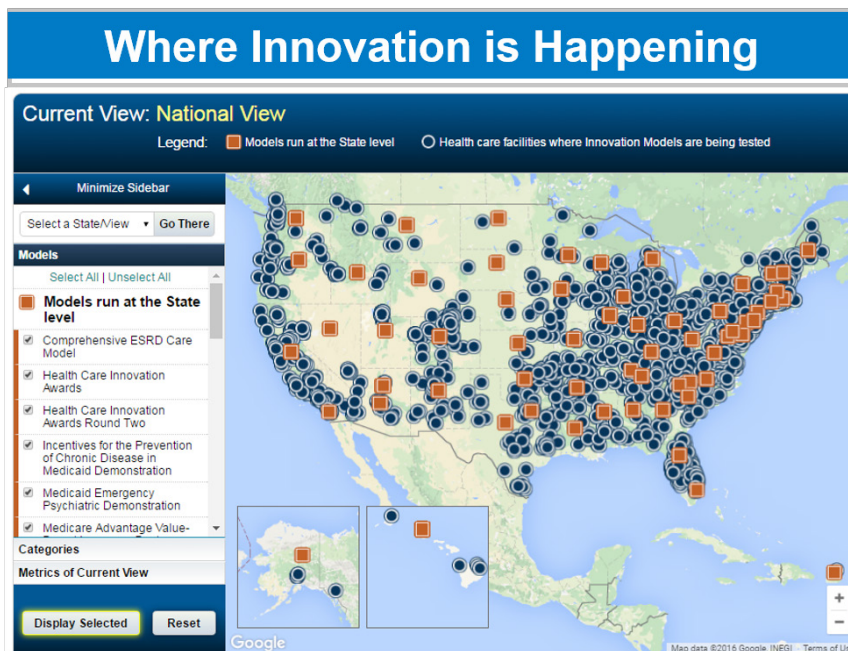 Where Innovation is Happening
Current View: National View
Legend: Models run at the State level Health care facilities where Innovation Models are being tested
Minimize Sidebar
Select a State/View Go There
Models
Select All | Unselect All
Models run at the State
level
Comprehensive ESRD Care
Model
Health Care Innovation
Awards
Health Care Innovation
Awards Round Two
Incentives for the Prevention
of Chronic Disease in
Medicaid Demonstration
Medicaid Emergency
Psychiatric Demonstration
Medicare Advantage Value-
Categories
Metrics of Current View
Display Selected Reset
Google
+
−
Map data ©2016 Google, INEGI Terms of